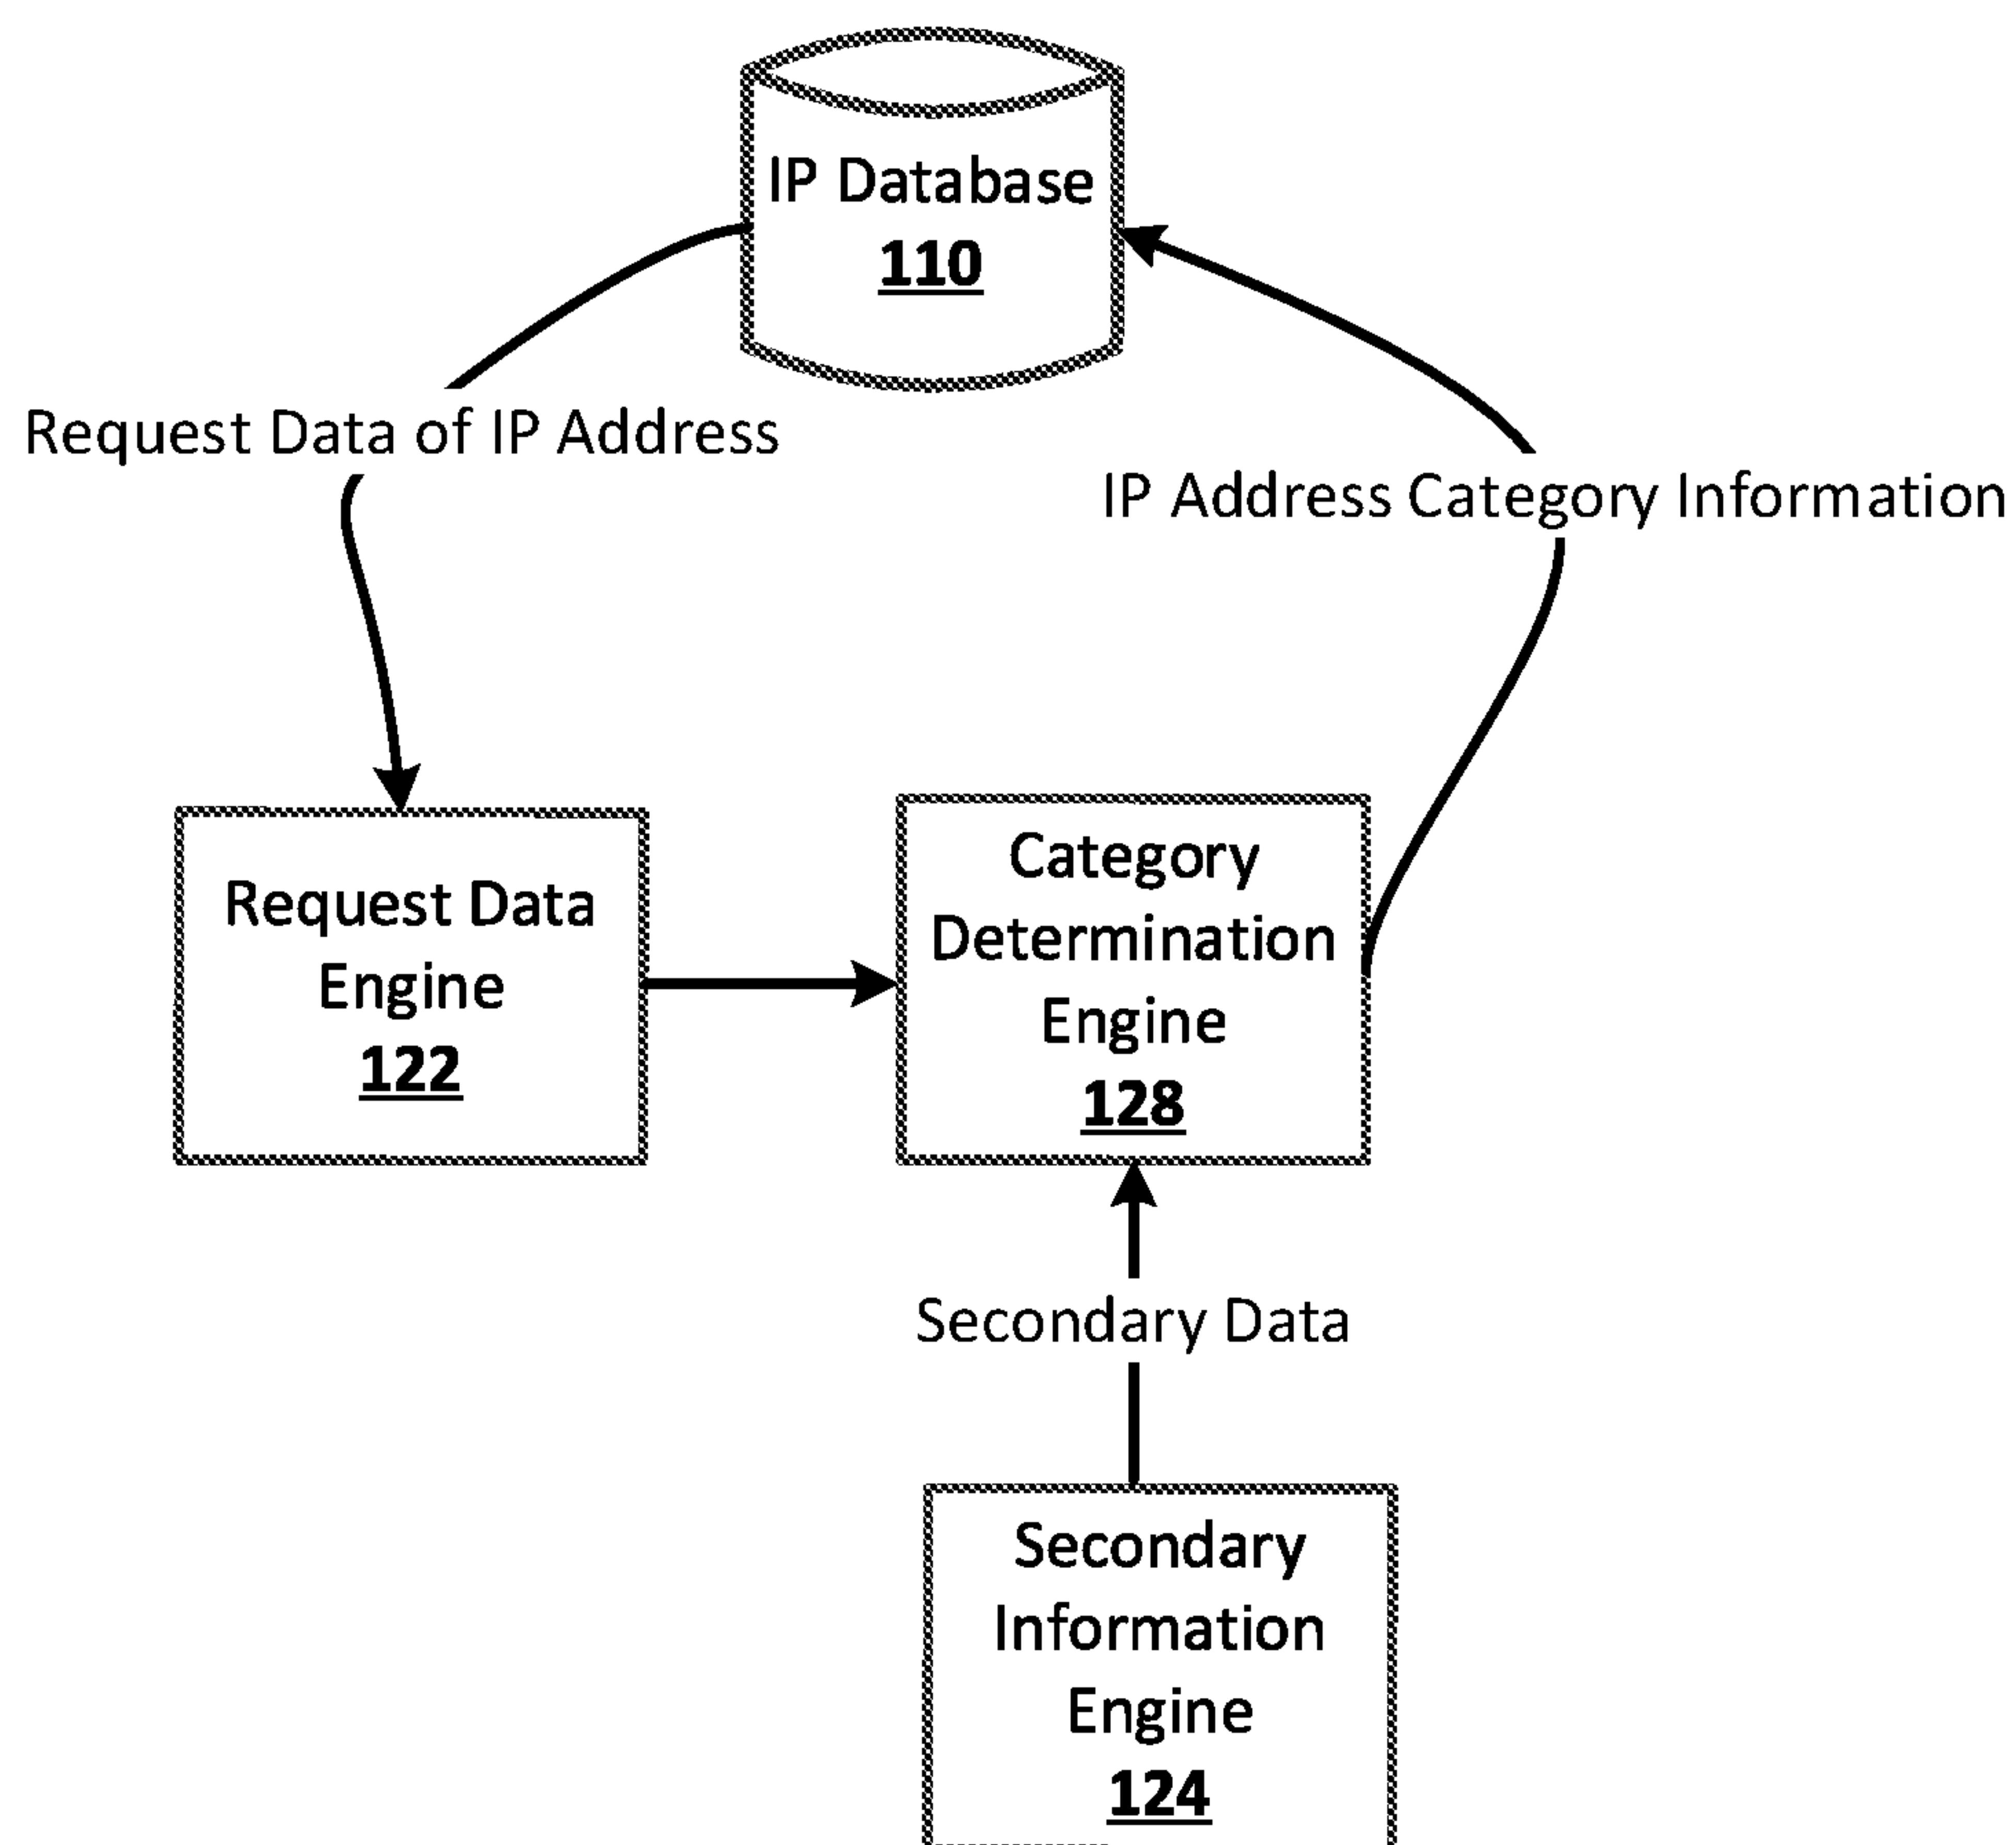 IP Database
110
Request Data of IP Address
IP Address Category Information
Request Data
Engine
122
Category
Determination
Engine
128
Secondary Data
Secondary
Information
Engine
124